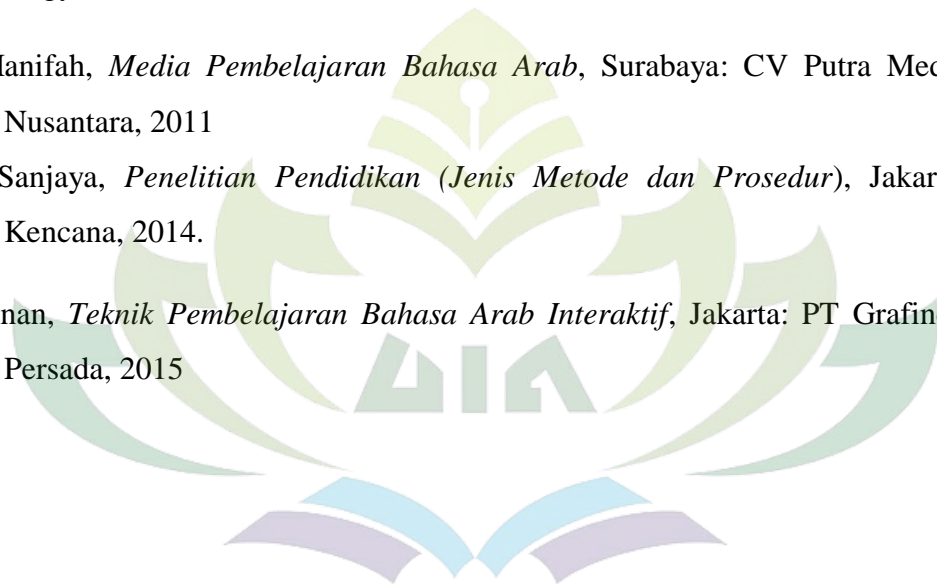 Hanifah, Media Pembelajaran Bahasa Arab, Surabaya: CV Putra Med
Nusantara, 2011
Sanjaya, Penelitian Pendidikan (Jenis Metode dan Prosedur), Jakar
Kencana, 2014.
nan, Teknik Pembelajaran Bahasa Arab Interaktif, Jakarta: PT Grafin
Persada, 2015
UIN